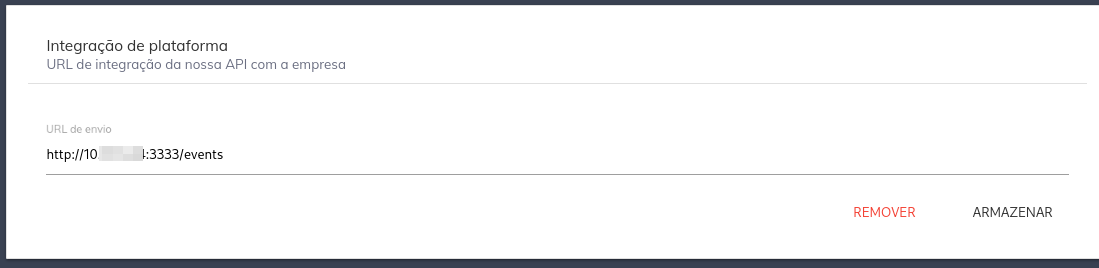 Integração de plataforma
URL de integração da nossa API com a empresa
URL de envio
http://10. :3333/events
REMOVER
ARMAZENAR